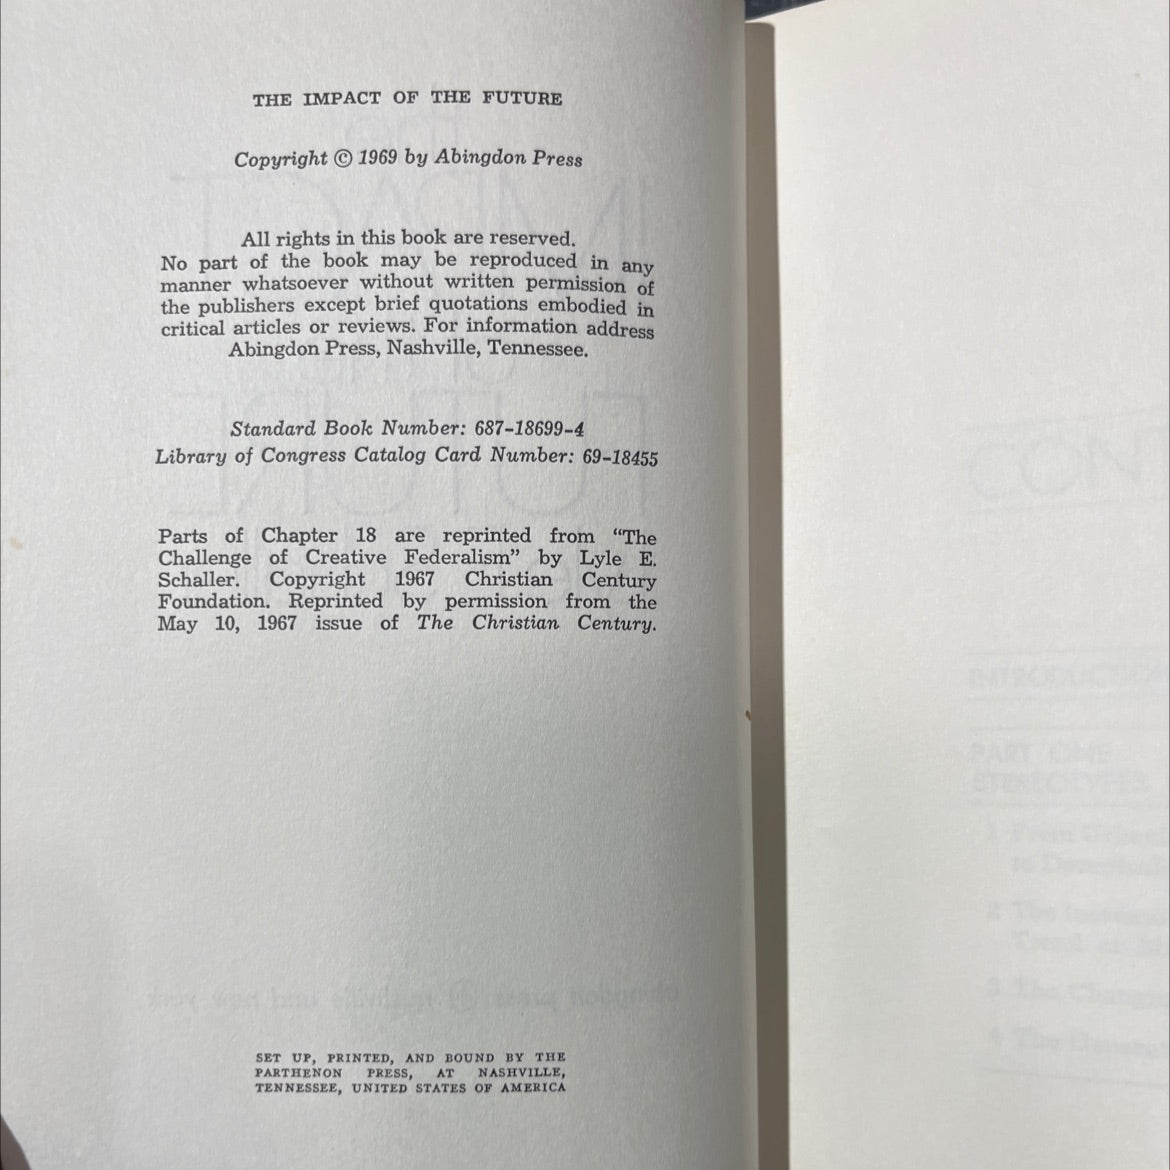 THE IMPACT OF THE FUTURE
Copyright © 1969 by Abingdon Press
All rights in this book are reserved.
No part of the book may be reproduced in any
manner whatsoever without written permission of
the publishers except brief quotations embodied in
critical articles or reviews. For information address
Abingdon Press, Nashville, Tennessee.
Standard Book Number: 687-18699-4
Library of Congress Catalog Card Number: 69-18455
Parts of Chapter 18 are reprinted from “The
Challenge of Creative Federalism” by Lyle E.
Schaller. Copyright 1967 Christian Century
Foundation. Reprinted by permission from the
May 10, 1967 issue of The Christian Century.
SET UP, PRINTED, AND BOUND BY THE
PARTHENON PRESS, AT NASHVILLE,
TENNESSEE, UNITED STATES OF AMERICA
INTRODUCTION
PART ONE
STEREOTYPES